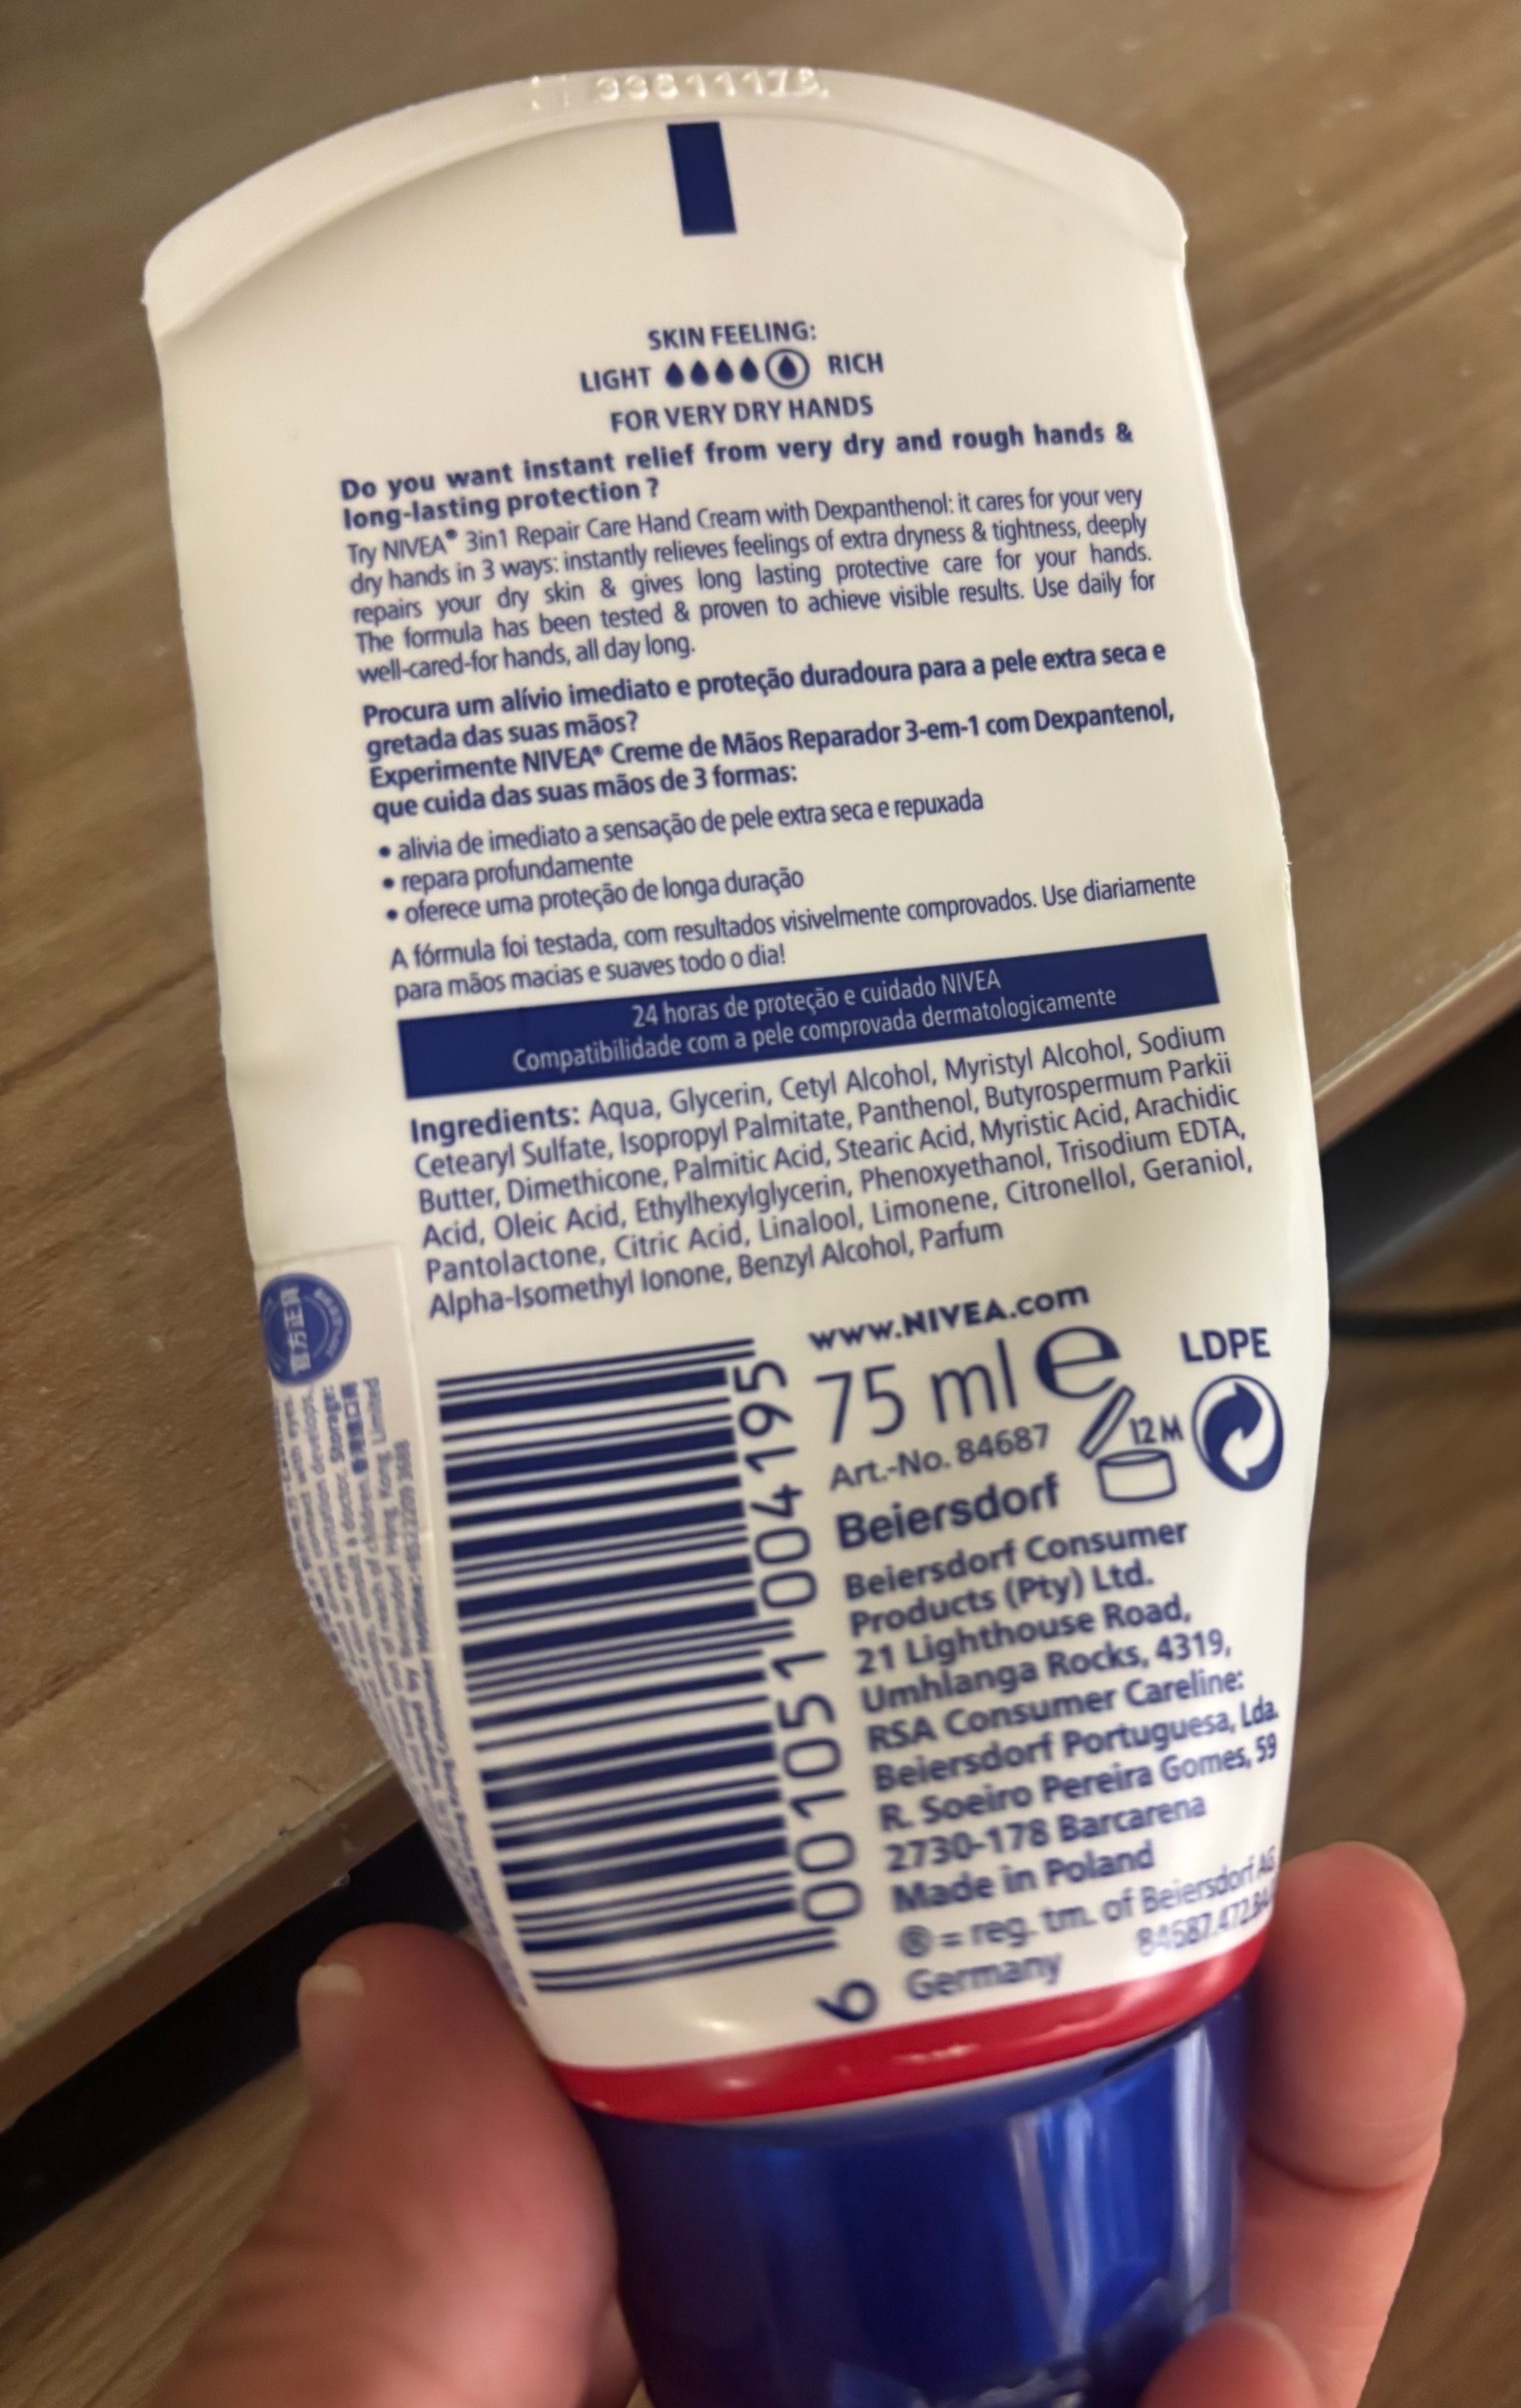 33811178
SKIN FEELING:
LIGHT RICH
FOR VERY DRY HANDS
Do you want instant relief from very dry and rough hands &
long-lasting protection ?
Try NIVEA® 3in1 Repair Care Hand Cream with Dexpanthenol: it cares for your very
dry hands in 3 ways: instantly relieves feelings of extra dryness & tightness, deeply
repairs your dry skin & gives long lasting protective care for your hands.
The formula has been tested & proven to achieve visible results. Use daily for
well-cared-for hands, all day long.
Procura um alívio imediato e proteção duradoura para a pele extra seca e
gretada das suas mãos?
Experimente NIVEA® Creme de Mãos Reparador 3-em-1 com Dexpantenol,
que cuida das suas mãos de 3 formas:
• alivia de imediato a sensação de pele extra seca e repuxada
• repara profundamente
• oferece uma proteção de longa duração
A fórmula foi testada, com resultados visivelmente comprovados. Use diariamente
para mãos macias e suaves todo o dia!
24 horas de proteção e cuidado NIVEA
Compatibilidade com a pele comprovada dermatologicamente
Ingredients: Aqua, Glycerin, Cetyl Alcohol, Myristyl Alcohol, Sodium
Cetearyl Sulfate, Isopropyl Palmitate, Panthenol, Butyrospermum Parkii
Butter, Dimethicone, Palmitic Acid, Stearic Acid, Myristic Acid, Arachidic
Acid, Oleic Acid, Ethylhexylglycerin, Phenoxyethanol, Trisodium EDTA,
Pantolactone, Citric Acid, Linalool, Limonene, Citronellol, Geraniol,
Alpha-Isomethyl Ionone, Benzyl Alcohol, Parfum
www.NIVEA.com
75 ml e
LDPE
Art.-No. 84687
12 M
Beiersdorf
Beiersdorf Consumer
Products (Pty) Ltd.
21 Lighthouse Road,
Umhlanga Rocks, 4319,
RSA Consumer Careline:
Beiersdorf Portuguesa, Lda.
R. Soeiro Pereira Gomes, 59
2730-178 Barcarena
Made in Poland
® = reg. tm. of Beiersdorf AG,
Germany
84687.472.BA
6 001051 004195
官方正貨
Storage:
Limited